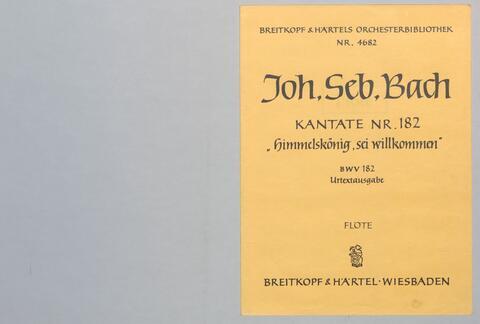 BREITKOPF & HÄRTELS ORCHESTERBIBLIOTHEK
NR. 4682
Joh. Seb. Bach
KANTATE NR. 182
„Himmelskönig, sei willkommen"
BWV 182
Urtextausgabe
FLOTE
BREITKOPF & HÄRTEL · WIESBADEN